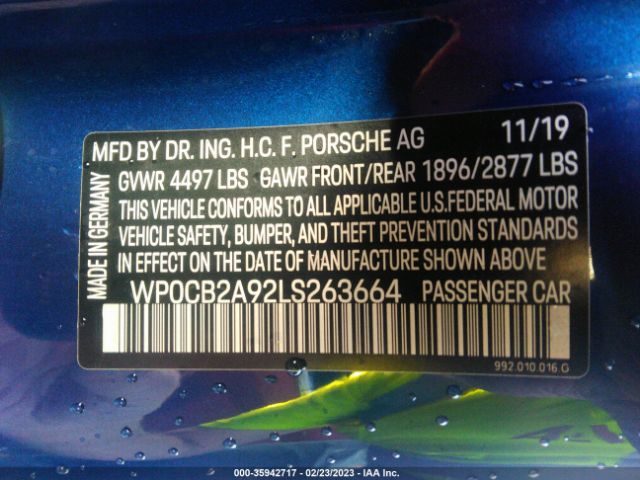 MFD BY DR. ING. H.C. F. PORSCHE AG 11/19
GVWR 4497 LBS GAWR FRONT/REAR 1896/2877 LBS
THIS VEHICLE CONFORMS TO ALL APPLICABLE U.S.FEDERAL MOTOR
VEHICLE SAFETY, BUMPER, AND THEFT PREVENTION STANDARDS
IN EFFECT ON THE DATE OF MANUFACTURE SHOWN ABOVE
WP0CB2A92LS263664 PASSENGER CAR
MADE IN GERMANY
992.010.016 G
000-35942717 - 02/23/2023 - IAA Inc.